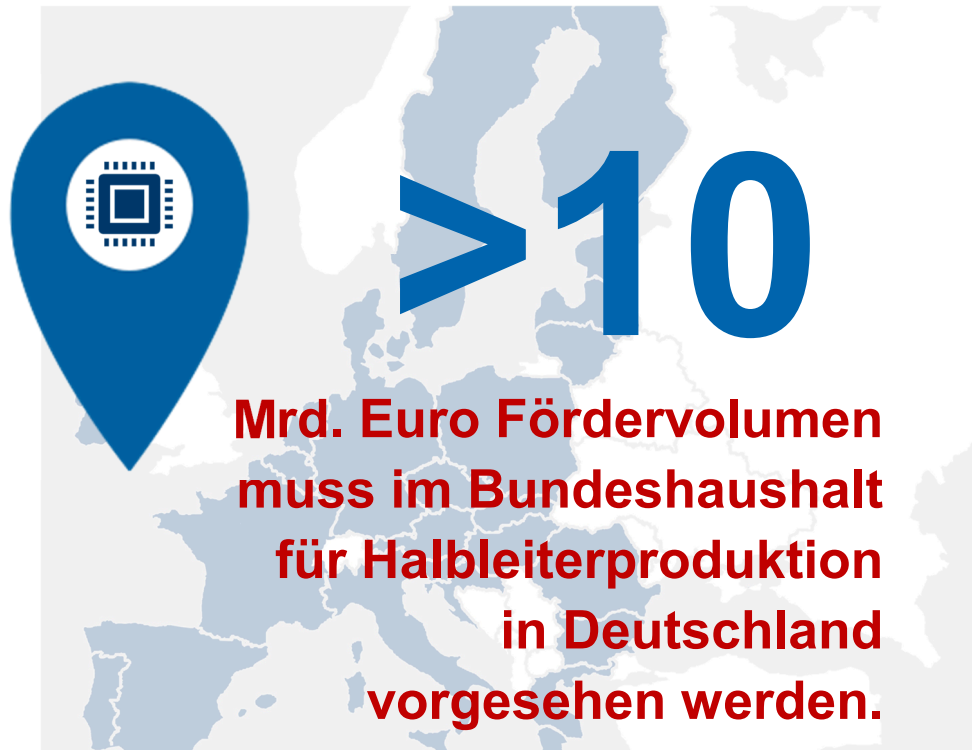 >10
Mrd. Euro Fördervolumen
muss im Bundeshaushalt
für Halbleiterproduktion
in Deutschland
vorgesehen werden.